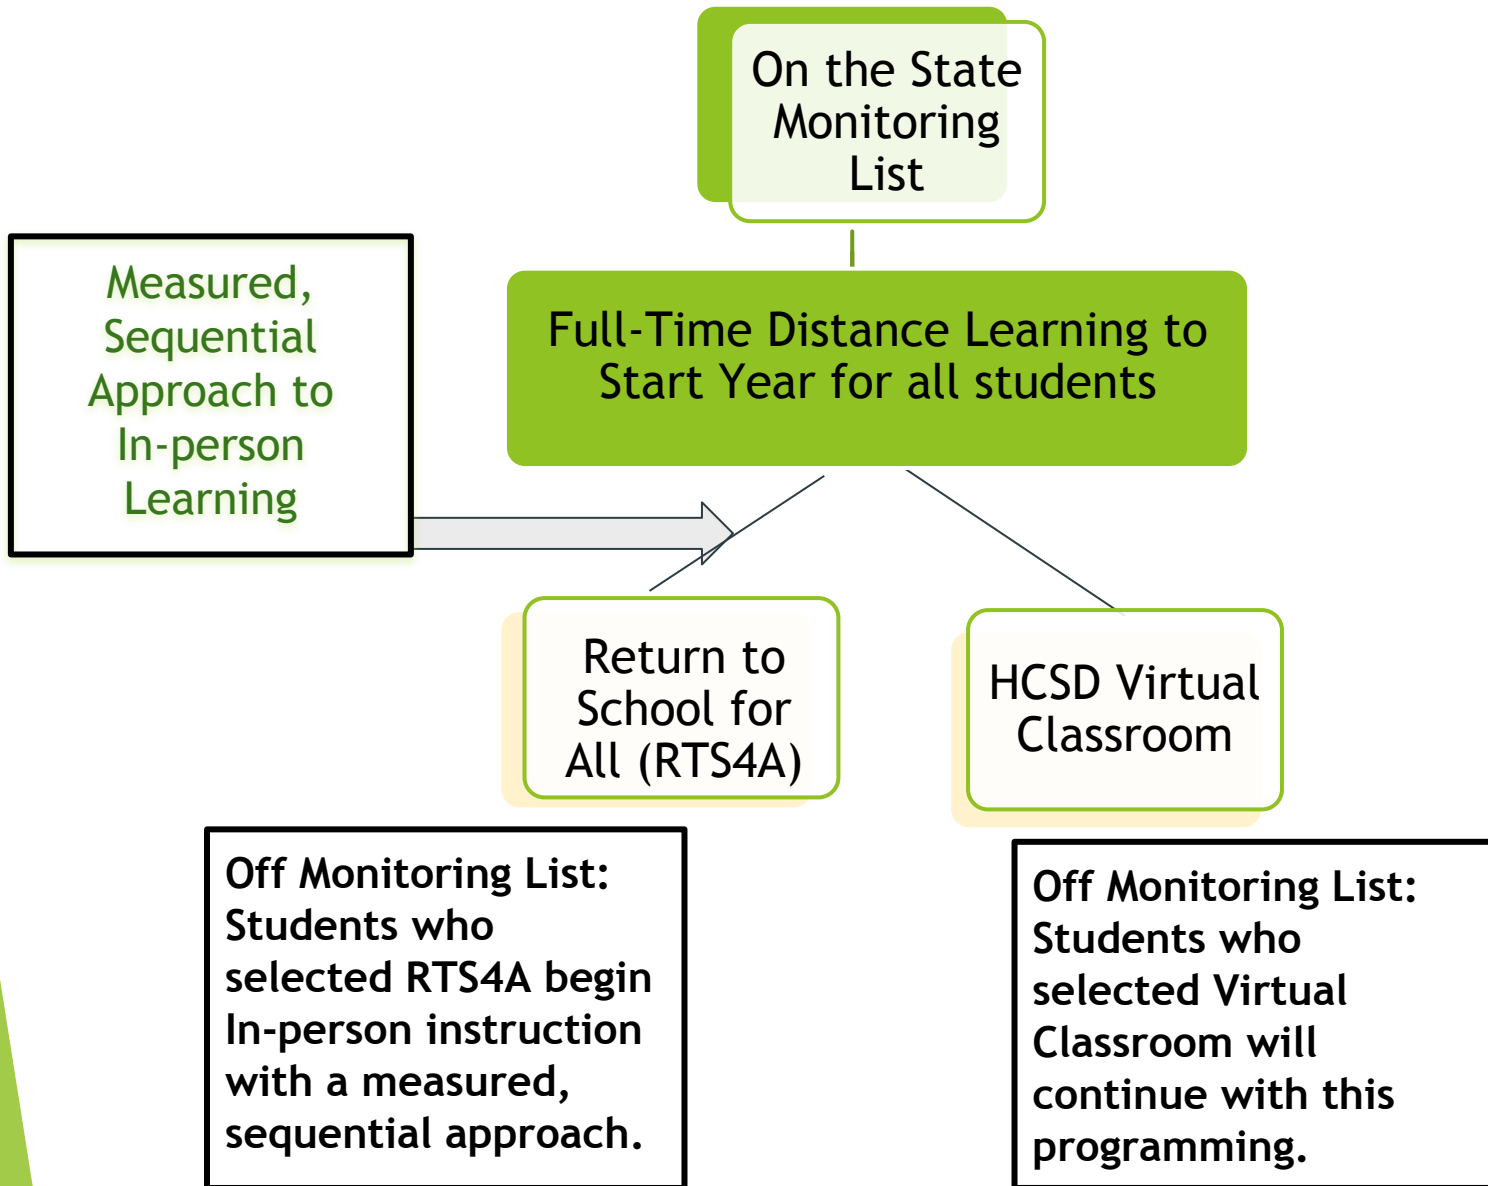 On the State
Monitoring
List
Measured,
Sequential
Approach to
In-person
Learning
Full-Time Distance Learning to
Start Year for all students
Return to
School for
All (RTS4A)
HCSD Virtual
Classroom
Off Monitoring List:
Students who
selected RTS4A begin
In-person instruction
with a measured,
sequential approach.
Off Monitoring List:
Students who
selected Virtual
Classroom will
continue with this
programming.